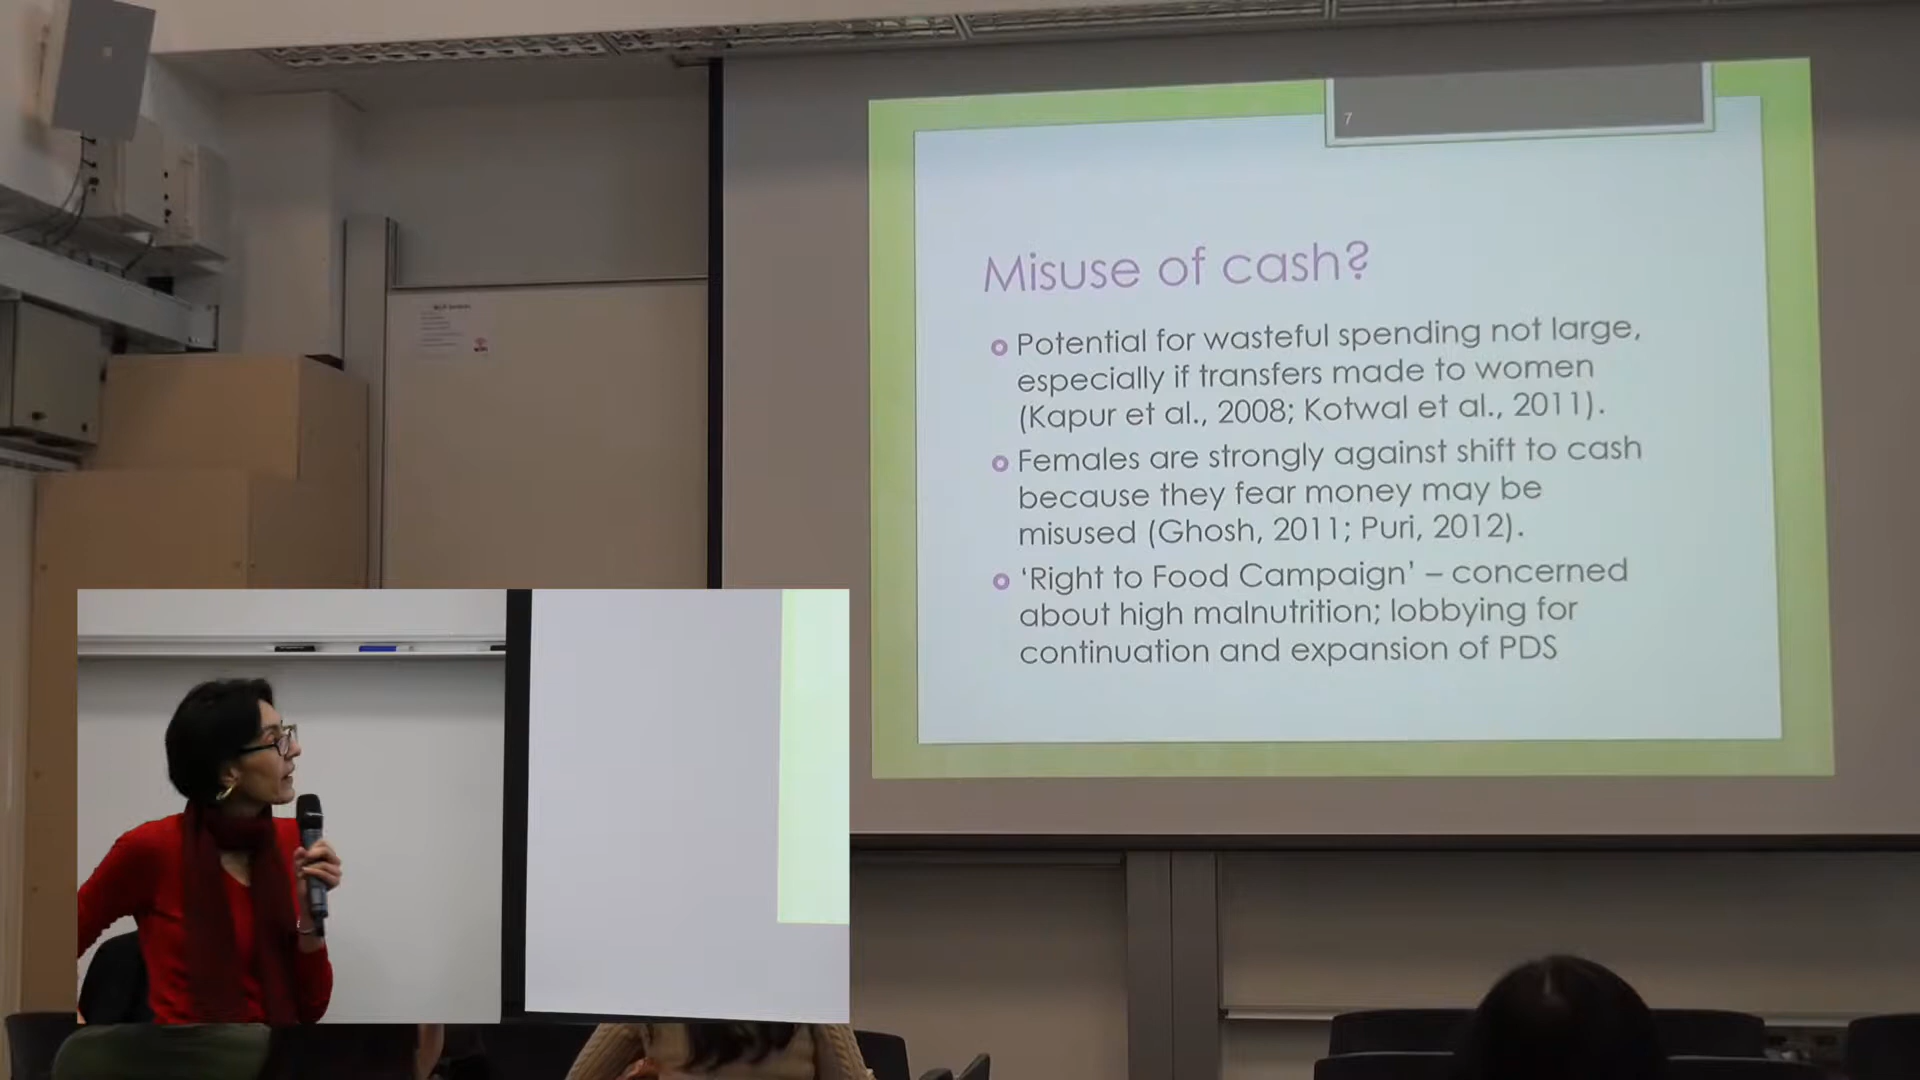 7
Misuse of cash?
Potential for wasteful spending not large,
especially if transfers made to women
(Kapur et al., 2008; Kotwal et al., 2011).
Females are strongly against shift to cash
because they fear money may be
misused (Ghosh, 2011; Puri, 2012).
‘Right to Food Campaign’ – concerned
about high malnutrition; lobbying for
continuation and expansion of PDS